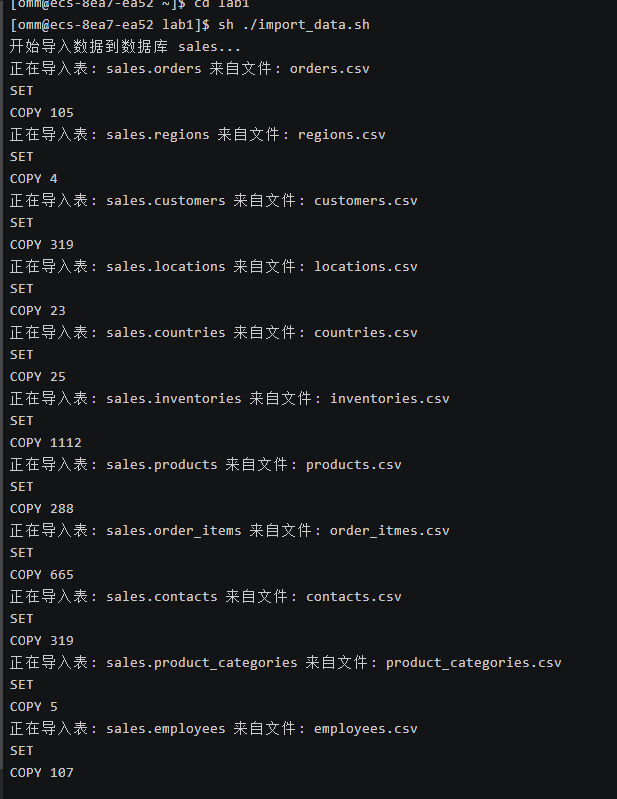 [omm@ecs-8ea7-ea52 ~]$ cd lab1
[omm@ecs-8ea7-ea52 lab1]$ sh ./import_data.sh
开始导入数据到数据库 sales...
正在导入表: sales.orders 来自文件: orders.csv
SET
COPY 105
正在导入表: sales.regions 来自文件: regions.csv
SET
COPY 4
正在导入表: sales.customers 来自文件: customers.csv
SET
COPY 319
正在导入表: sales.locations 来自文件: locations.csv
SET
COPY 23
正在导入表: sales.countries 来自文件: countries.csv
SET
COPY 25
正在导入表: sales.inventories 来自文件: inventories.csv
SET
COPY 1112
正在导入表: sales.products 来自文件: products.csv
SET
COPY 288
正在导入表: sales.order_items 来自文件: order_itmes.csv
SET
COPY 665
正在导入表: sales.contacts 来自文件: contacts.csv
SET
COPY 319
正在导入表: sales.product_categories 来自文件: product_categories.csv
SET
COPY 5
正在导入表: sales.employees 来自文件: employees.csv
SET
COPY 107